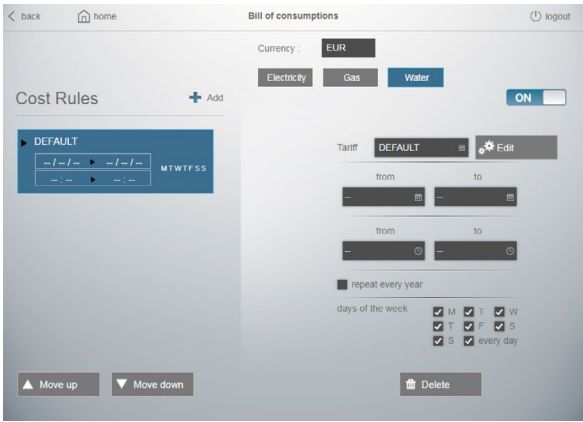 back home Bill of consumptions logout
Currency : EUR
Electricity Gas Water
ON
Cost Rules Add
DEFAULT
-- / -- / -- -- / -- / --
-- : -- -- : --
MTWTFSS
Tariff DEFAULT Edit
from to
-- --
from to
-- --
repeat every year
days of the week M T W
T F S
S every day
Move up Move down Delete